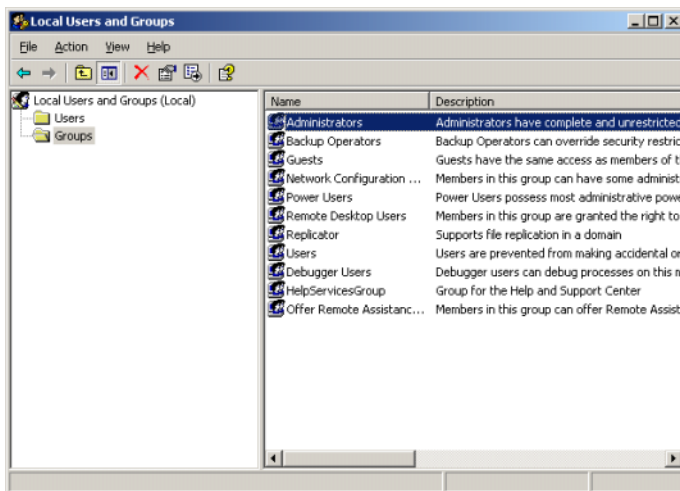 Local Users and Groups
File Action View Help
Local Users and Groups (Local)
Users
Groups
Name Description
Administrators Administrators have complete and unrestricted
Backup Operators Backup Operators can override security restric
Guests Guests have the same access as members of t
Network Configuration ... Members in this group can have some administ
Power Users Power Users possess most administrative powe
Remote Desktop Users Members in this group are granted the right to
Replicator Supports file replication in a domain
Users Users are prevented from making accidental or
Debugger Users Debugger users can debug processes on this m
HelpServicesGroup Group for the Help and Support Center
Offer Remote Assistanc... Members in this group can offer Remote Assist